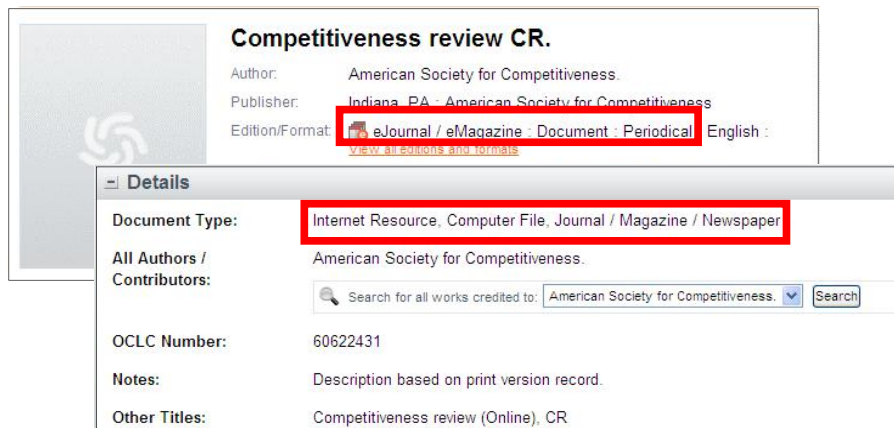 Competitiveness review CR.
Author: American Society for Competitiveness.
Publisher: Indiana, PA : American Society for Competitiveness
Edition/Format: eJournal / eMagazine : Document : Periodical English :
View all editions and formats
Details
Document Type: Internet Resource, Computer File, Journal / Magazine / Newspaper
All Authors / Contributors: American Society for Competitiveness.
Search for all works credited to: American Society for Competitiveness. Search
OCLC Number: 60622431
Notes: Description based on print version record.
Other Titles: Competitiveness review (Online), CR